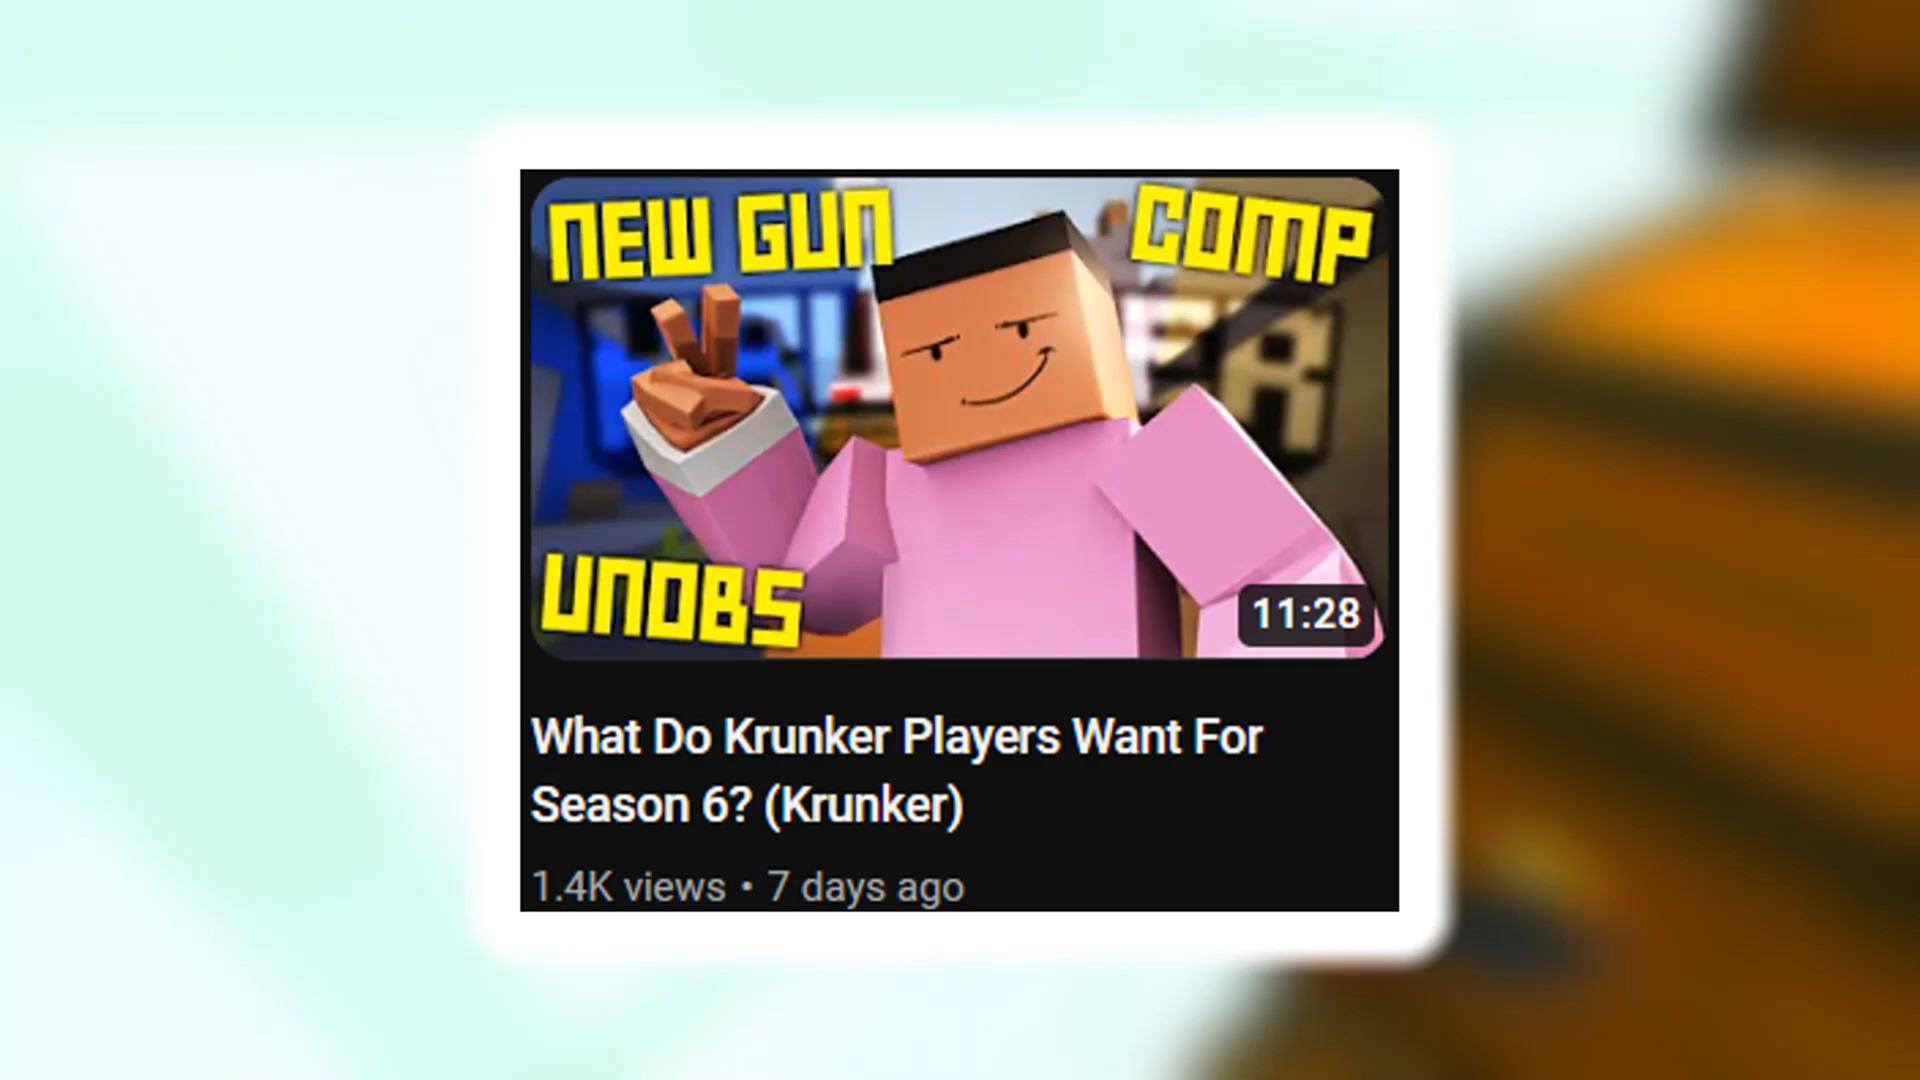 NEW GUN
COMP
UNOBS
11:28
What Do Krunker Players Want For
Season 6? (Krunker)
1.4K views • 7 days ago